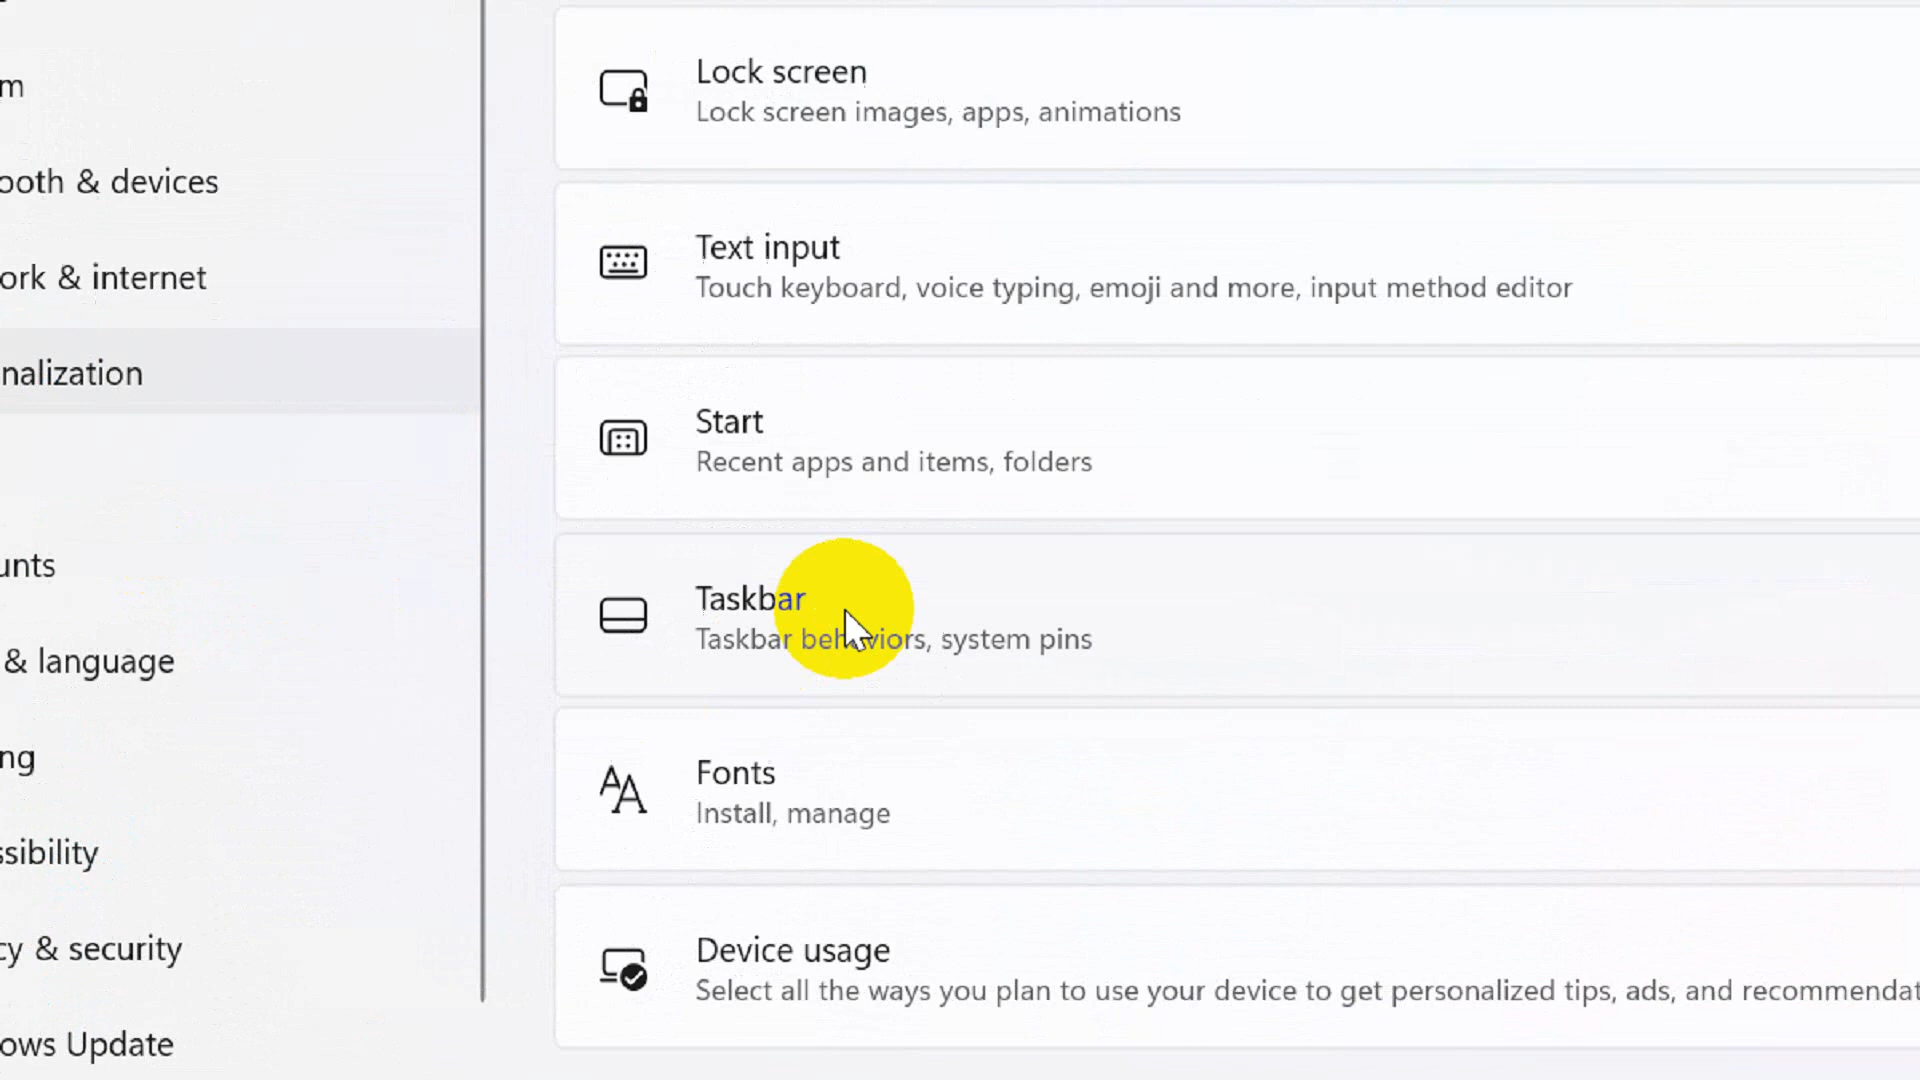 m
ooth & devices
ork & internet
nalization
unts
& language
ng
ssibility
cy & security
ows Update
Lock screen
Lock screen images, apps, animations
Text input
Touch keyboard, voice typing, emoji and more, input method editor
Start
Recent apps and items, folders
Taskbar
Taskbar behaviors, system pins
Fonts
Install, manage
Device usage
Select all the ways you plan to use your device to get personalized tips, ads, and recommendat